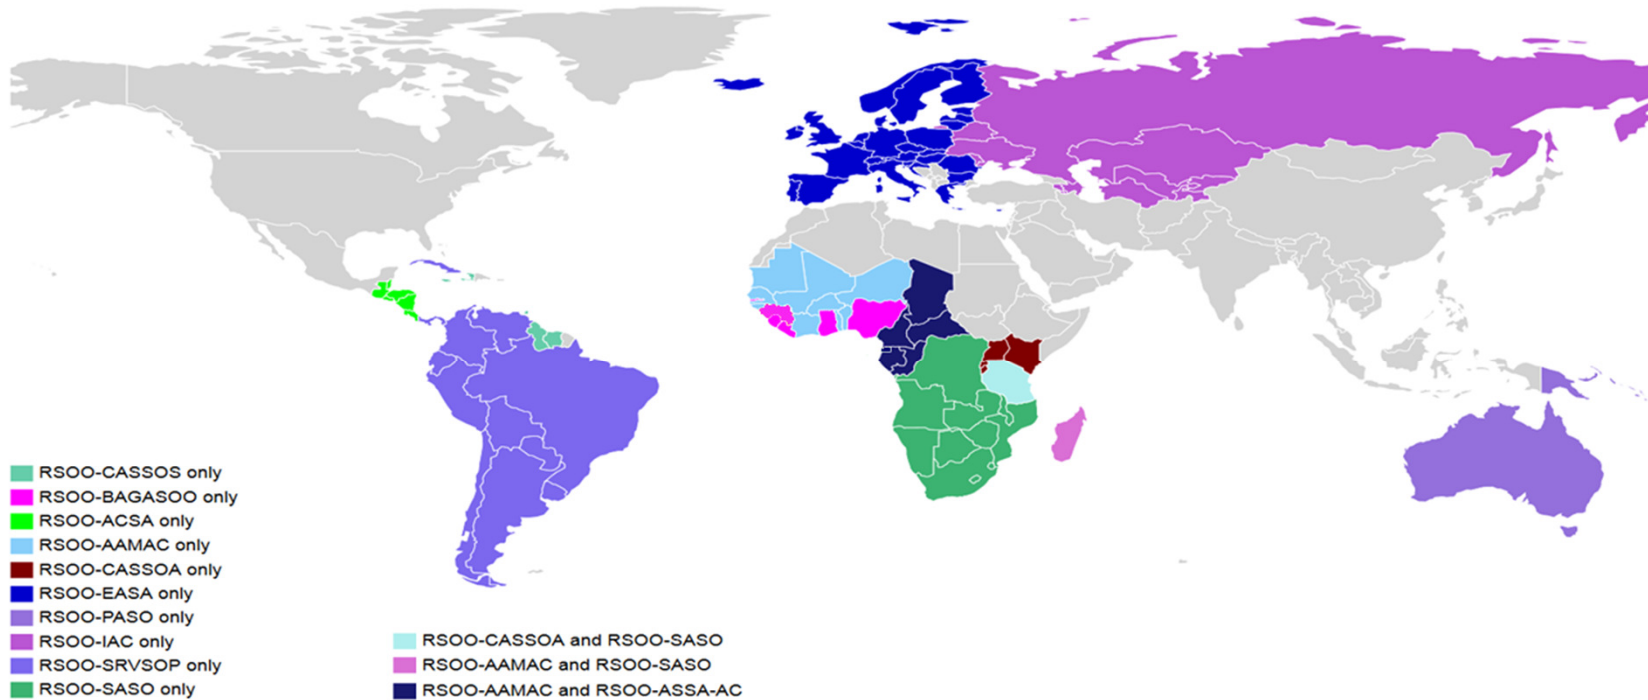 RSOO-CASSOS only
RSOO-BAGASOO only
RSOO-ACSA only
RSOO-AAMAC only
RSOO-CASSOA only
RSOO-EASA only
RSOO-PASO only
RSOO-IAC only
RSOO-SRVSOP only
RSOO-SASO only
RSOO-CASSOA and RSOO-SASO
RSOO-AAMAC and RSOO-SASO
RSOO-AAMAC and RSOO-ASSA-AC